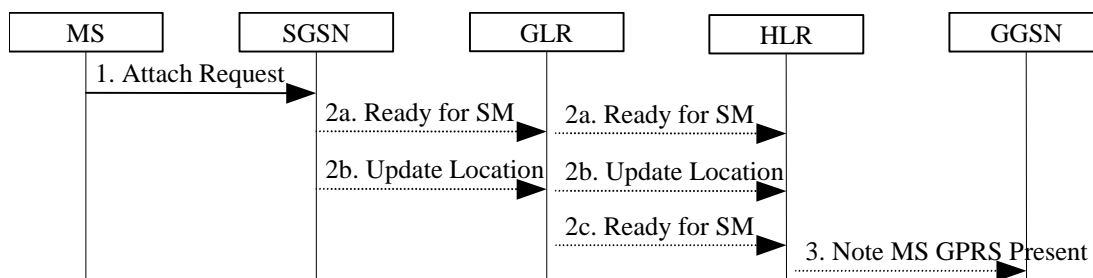 MS SGSN GLR HLR GGSN
1. Attach Request
2a. Ready for SM 2a. Ready for SM
2b. Update Location 2b. Update Location
2c. Ready for SM
3. Note MS GPRS Present